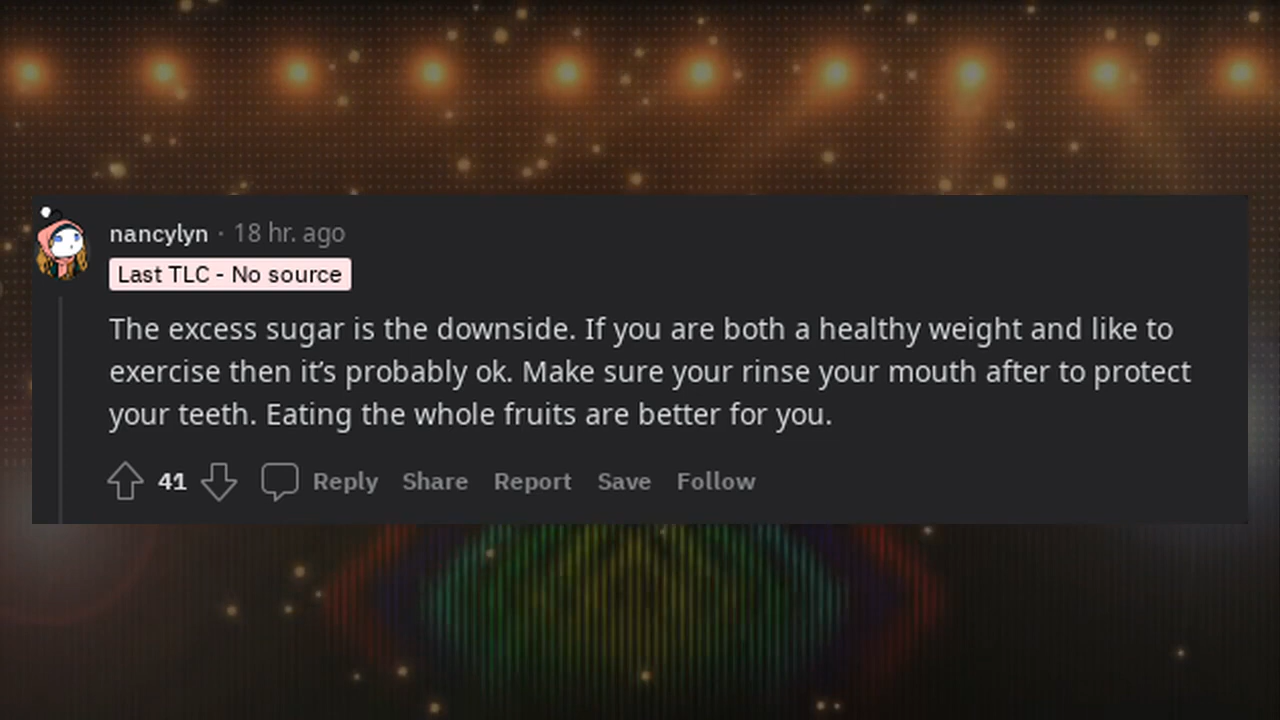 nancylyn · 18 hr. ago
Last TLC - No source
The excess sugar is the downside. If you are both a healthy weight and like to
exercise then it’s probably ok. Make sure your rinse your mouth after to protect
your teeth. Eating the whole fruits are better for you.
41 Reply Share Report Save Follow